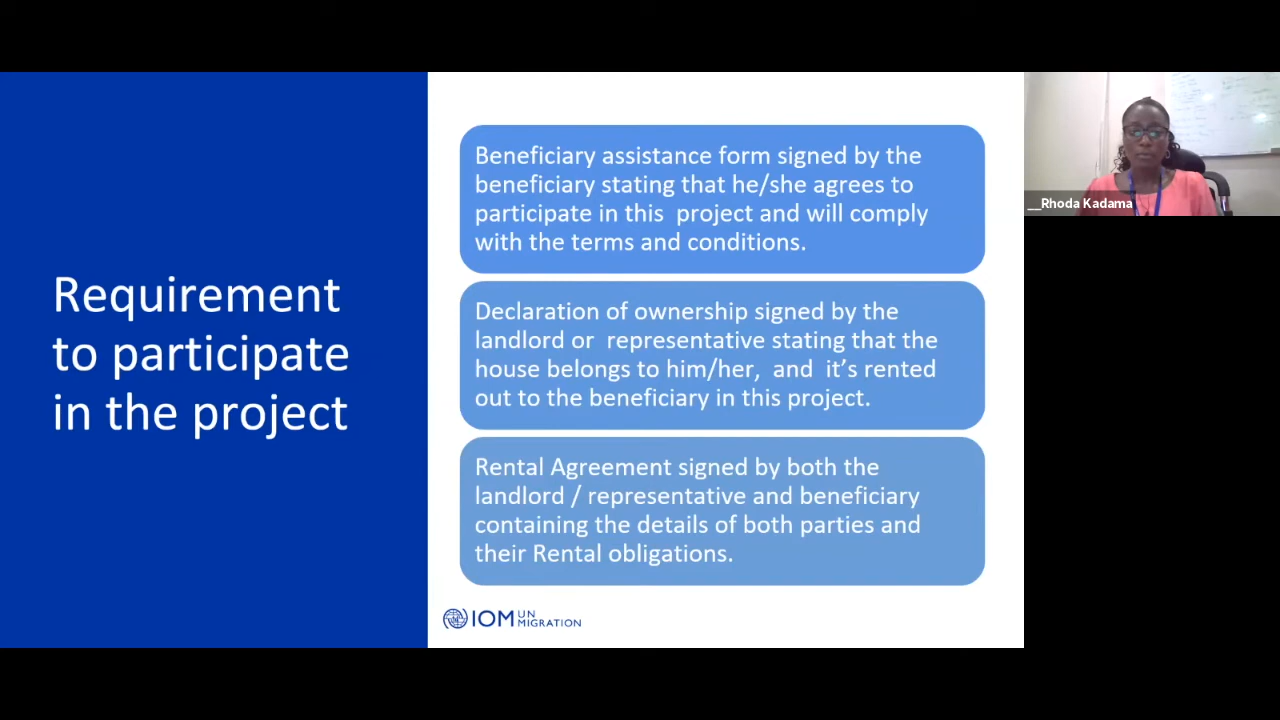 Requirement
to participate
in the project
Beneficiary assistance form signed by the
beneficiary stating that he/she agrees to
participate in this project and will comply
with the terms and conditions.
Declaration of ownership signed by the
landlord or representative stating that the
house belongs to him/her, and it’s rented
out to the beneficiary in this project.
Rental Agreement signed by both the
landlord / representative and beneficiary
containing the details of both parties and
their Rental obligations.
IOM UN
MIGRATION
__Rhoda Kadama